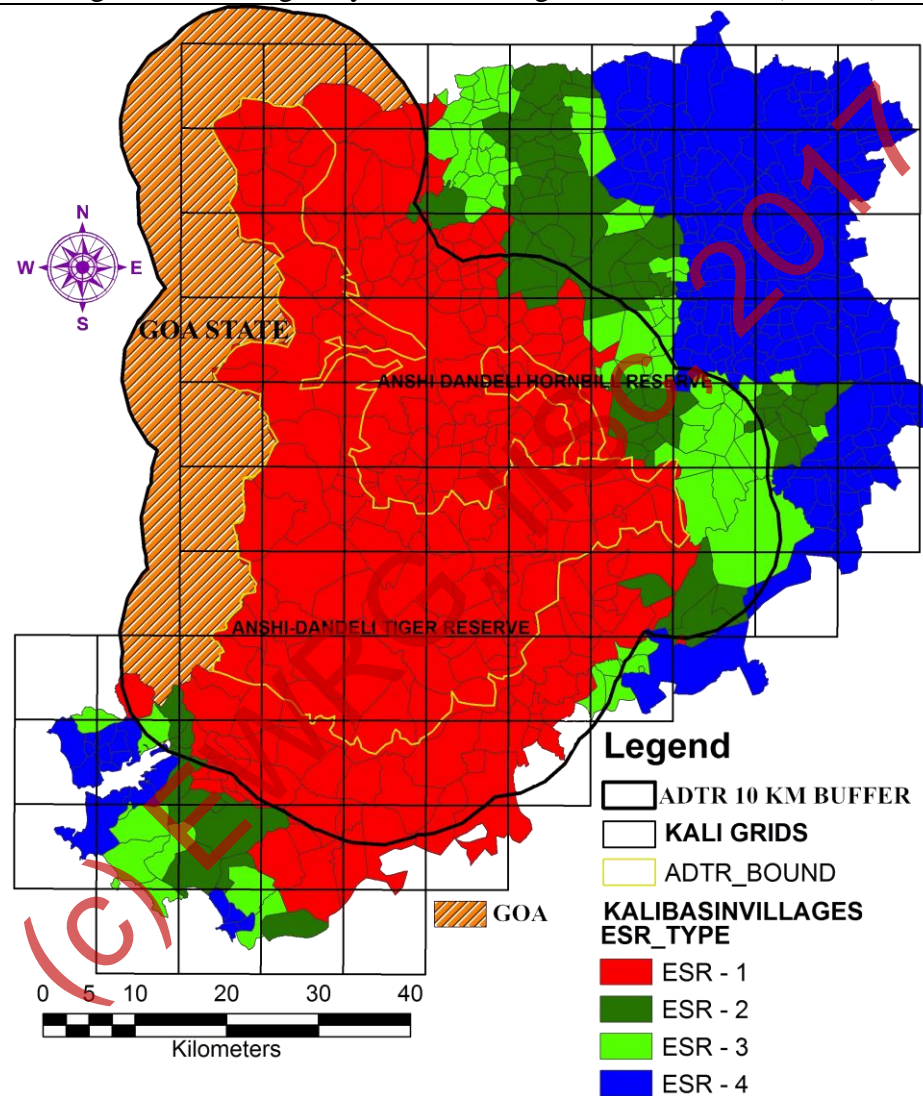 N
W E
S
GOA STATE
ANSHI DANDELI HORNBILL RESERVE
ANSHI-DANDELI TIGER RESERVE
(c) EWRG, IISc, 2017
Legend
ADTR 10 KM BUFFER
KALI GRIDS
ADTR_BOUND
GOA
KALIBASINVILLAGES
ESR_TYPE
ESR - 1
ESR - 2
ESR - 3
ESR - 4
0 5 10 20 30 40
Kilometers